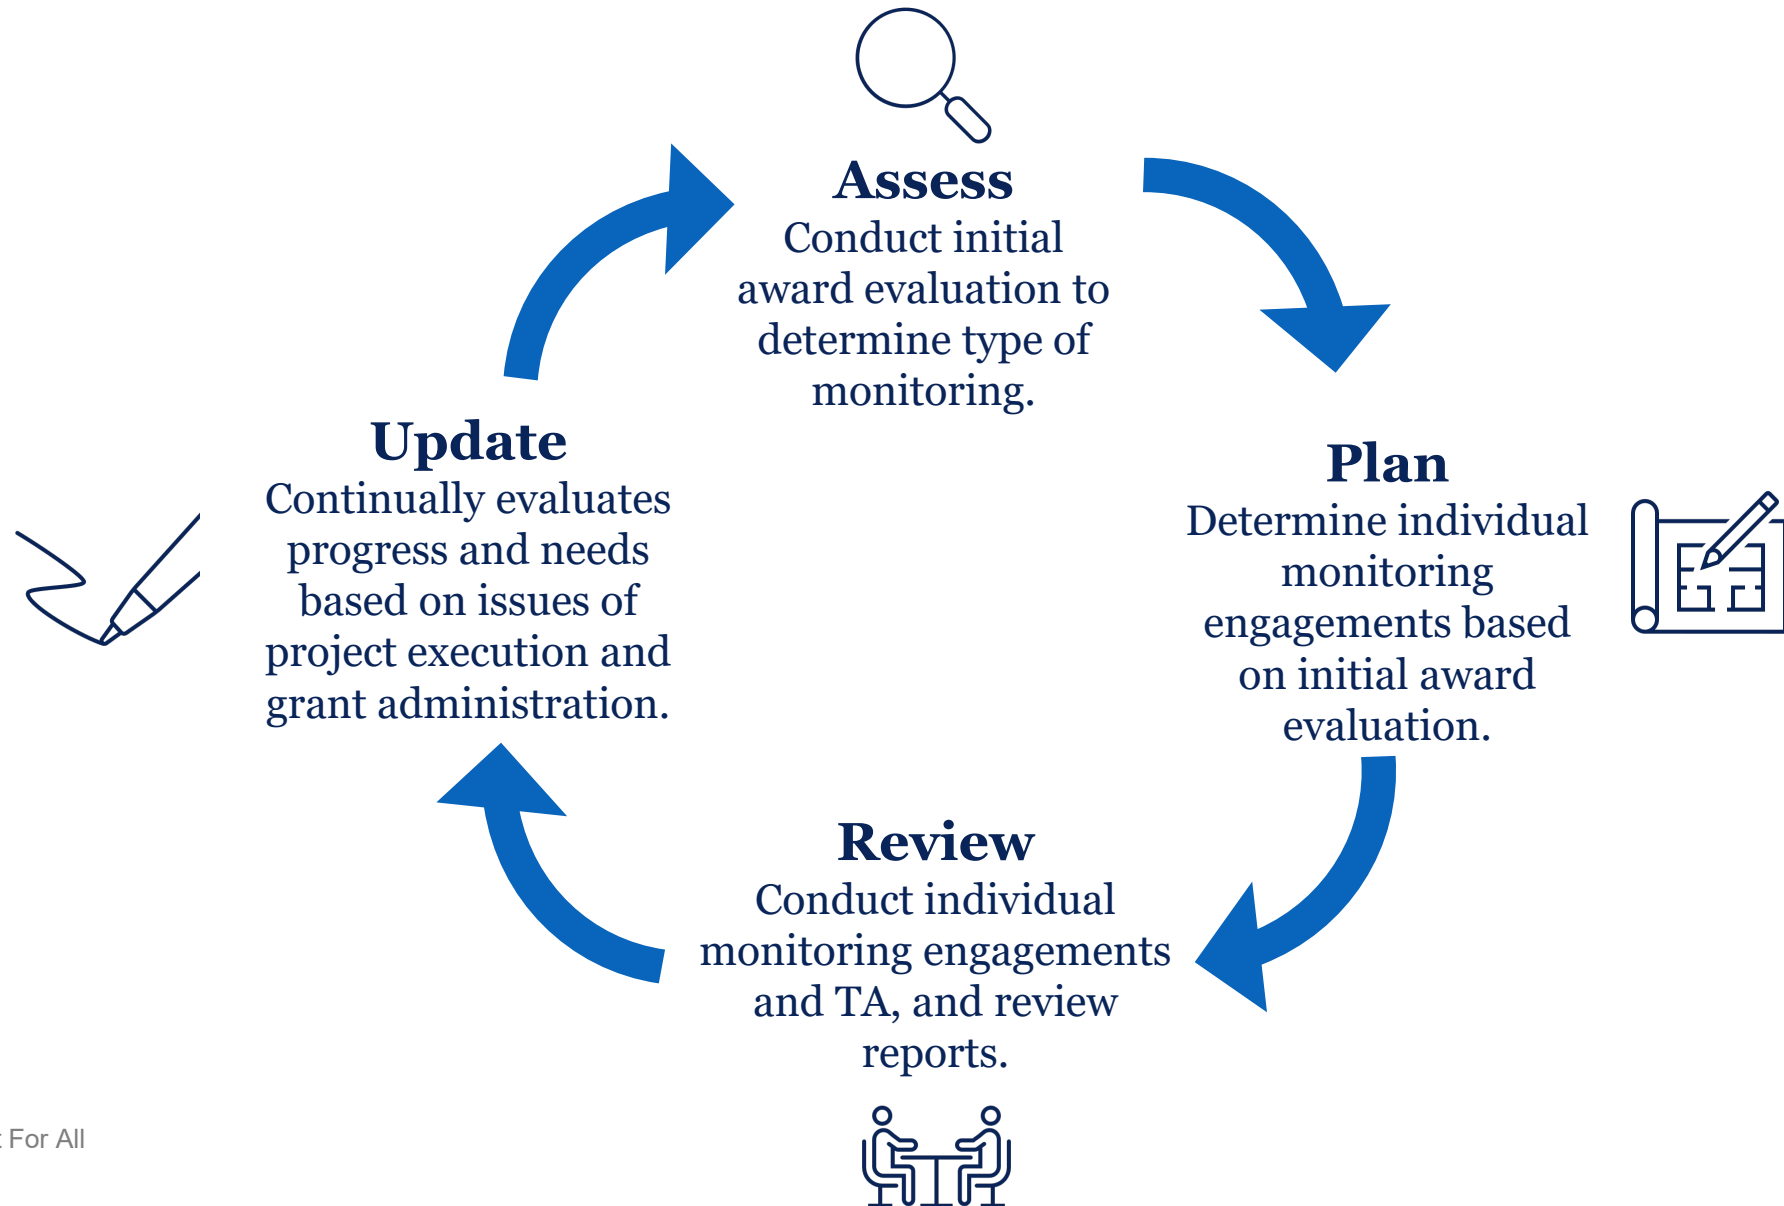 Assess
Conduct initial
award evaluation to
determine type of
monitoring.
Plan
Determine individual
monitoring
engagements based
on initial award
evaluation.
Review
Conduct individual
monitoring engagements
and TA, and review
reports.
Update
Continually evaluates
progress and needs
based on issues of
project execution and
grant administration.
For All